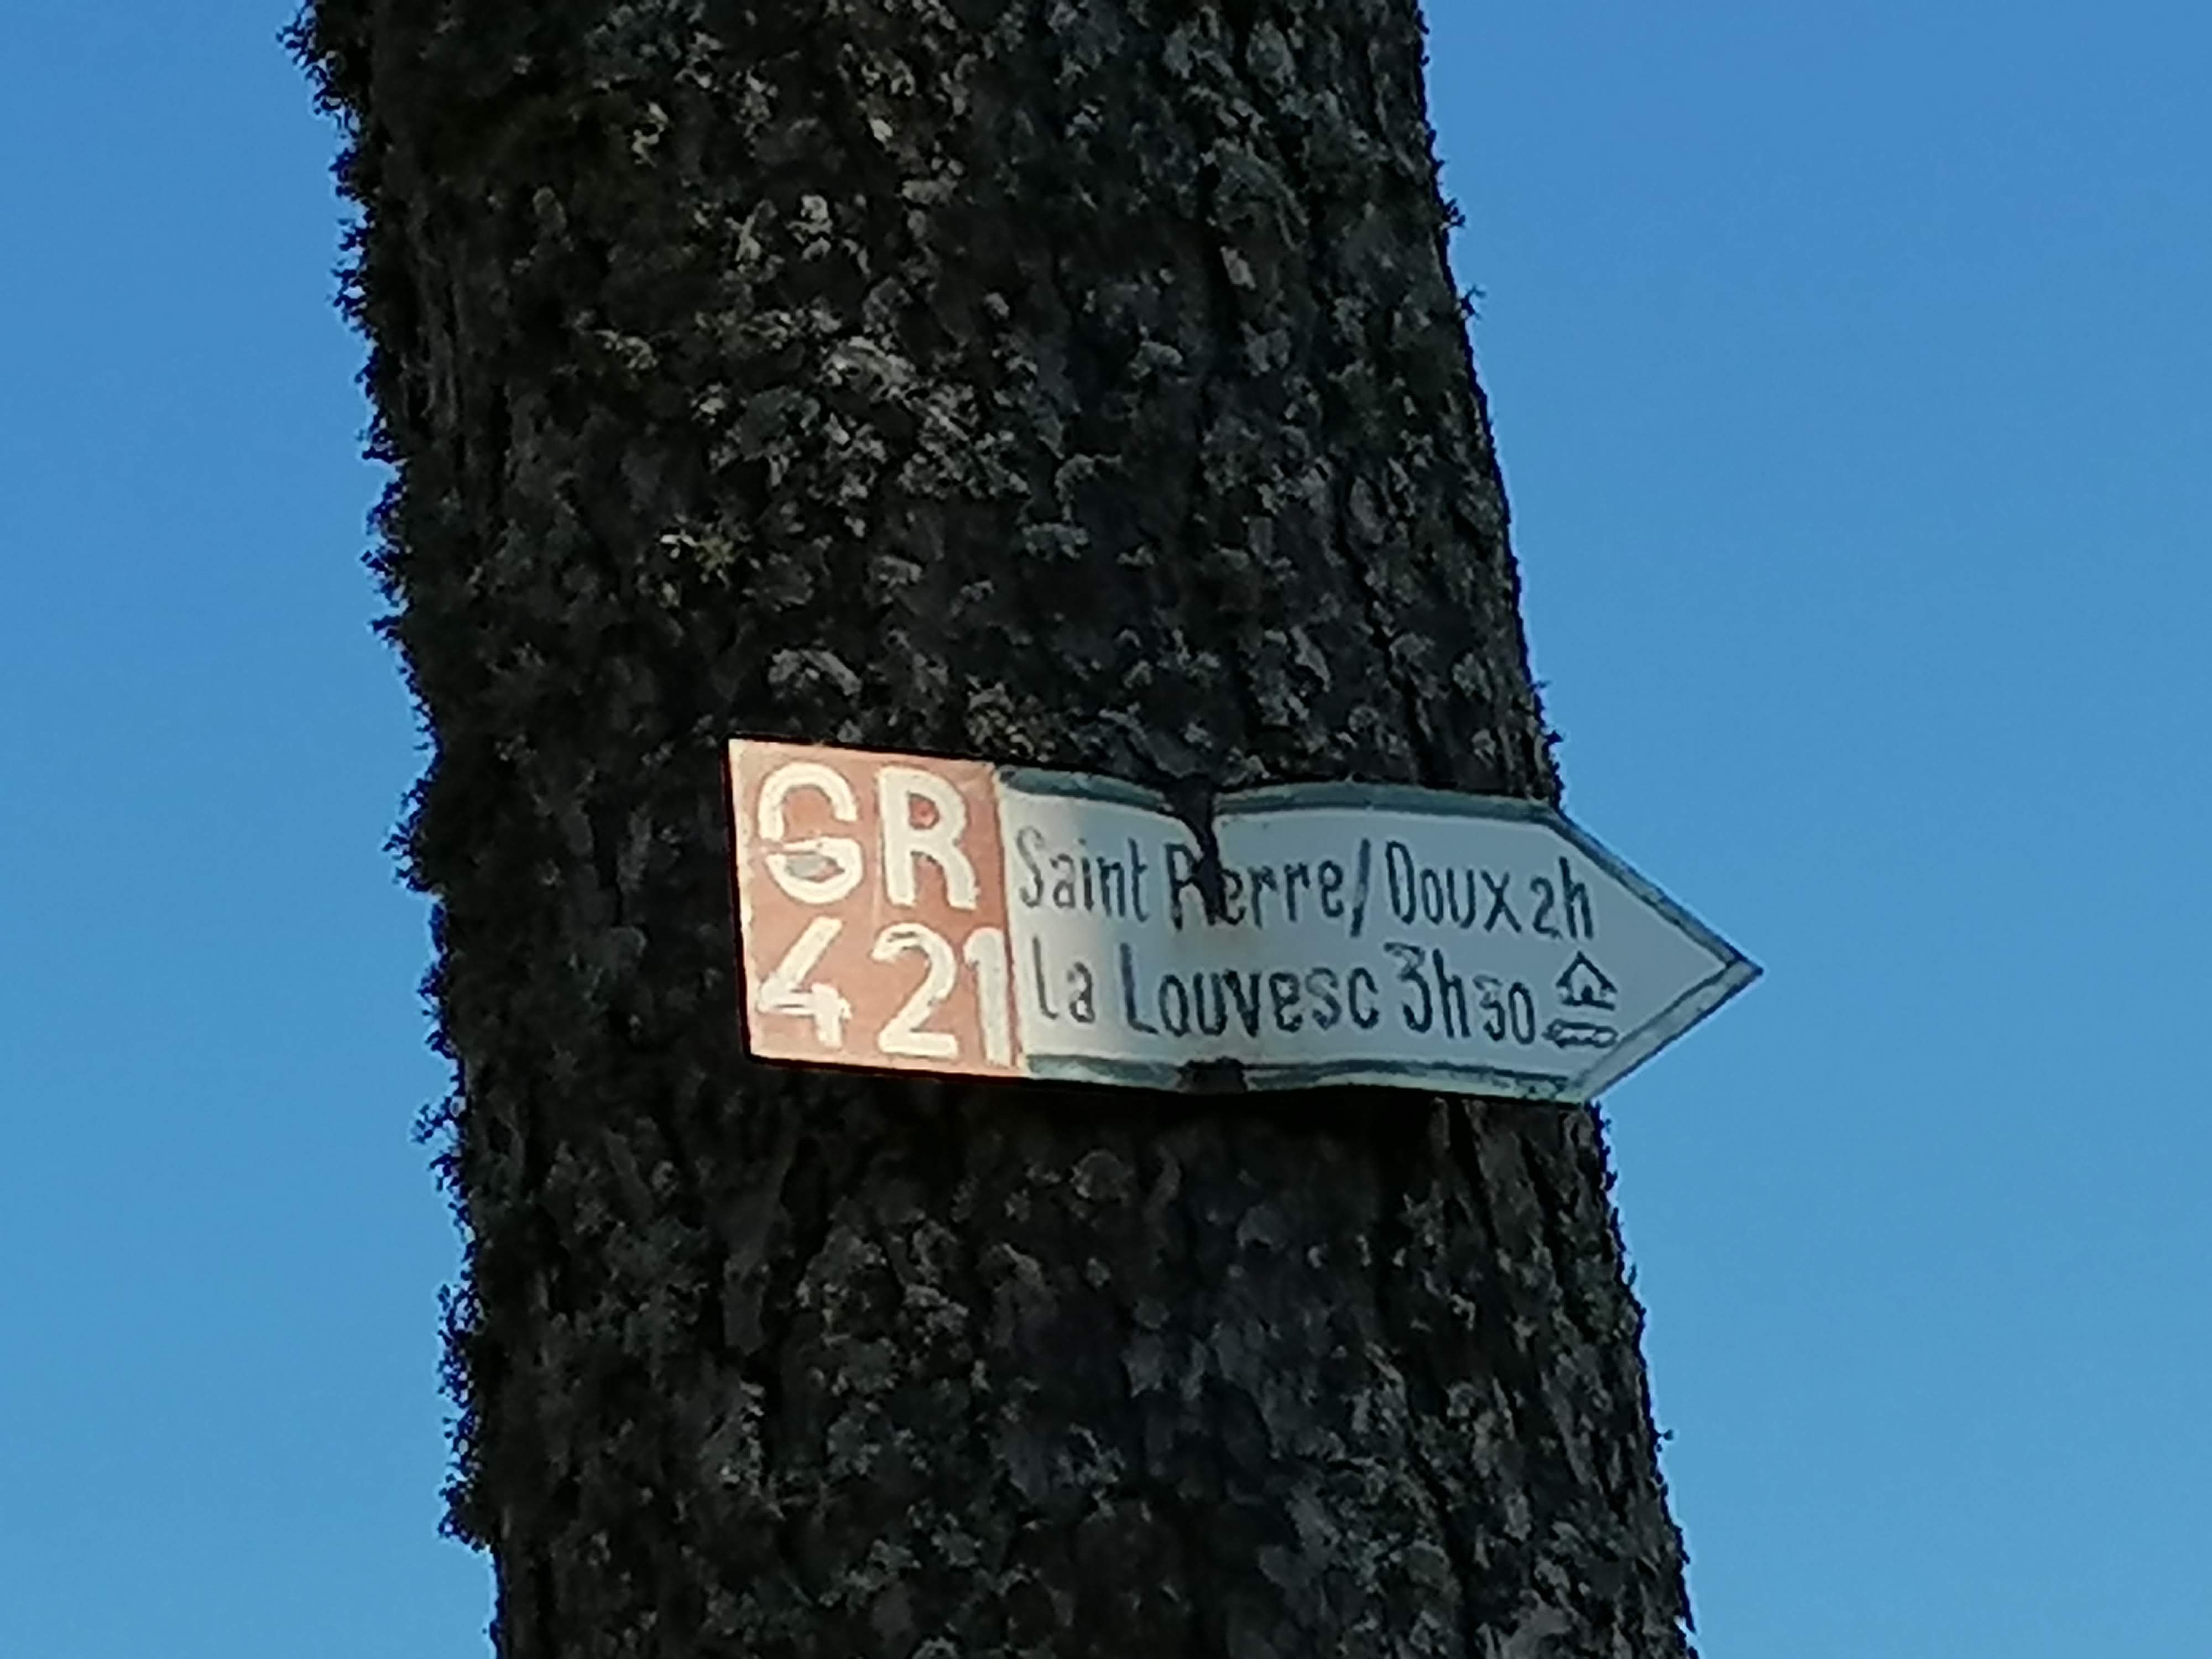 GR
421
Saint Pierre/Doux 2h
La Louvesc 3h30